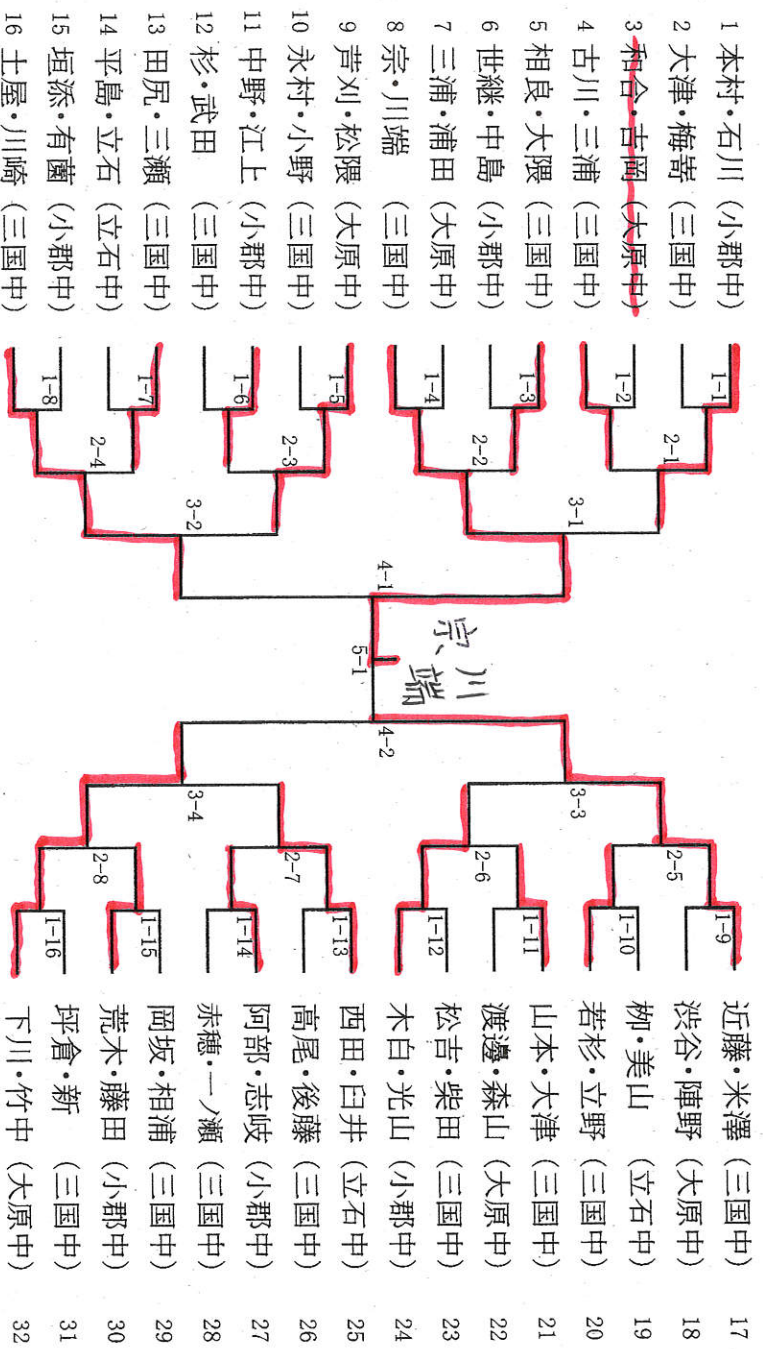 1 本村・石川 (小郡中)
2 大津・梅嵜 (三国中)
3 和合・吉岡 (大原中)
4 古川・三浦 (三国中)
5 相良・大隈 (三国中)
6 世継・中島 (小郡中)
7 三浦・浦田 (大原中)
8 宗・川端 (三国中)
9 芦刈・松隈 (大原中)
10 永村・小野 (三国中)
11 中野・江上 (小郡中)
12 杉・武田 (三国中)
13 田尻・三瀬 (三国中)
14 平島・立石 (立石中)
15 垣添・有薗 (小郡中)
16 土屋・川崎 (三国中)
1-1
1-2
1-3
1-4
1-5
1-6
1-7
1-8
2-1
2-2
2-3
2-4
3-1
3-2
4-1
5-1
宗、川端
4-2
3-3
3-4
2-5
2-6
2-7
2-8
1-9
1-10
1-11
1-12
1-13
1-14
1-15
1-16
近藤・米澤 (三国中) 17
渋谷・陣野 (大原中) 18
栁・美山 (立石中) 19
若杉・立野 (三国中) 20
山本・大津 (三国中) 21
渡邊・森山 (大原中) 22
松吉・柴田 (三国中) 23
木白・光山 (小郡中) 24
西田・臼井 (立石中) 25
高尾・後藤 (三国中) 26
阿部・志岐 (小郡中) 27
赤穂・一ノ瀬 (三国中) 28
岡坂・相浦 (三国中) 29
荒木・藤田 (小郡中) 30
坪倉・新 (三国中) 31
下川・竹中 (大原中) 32